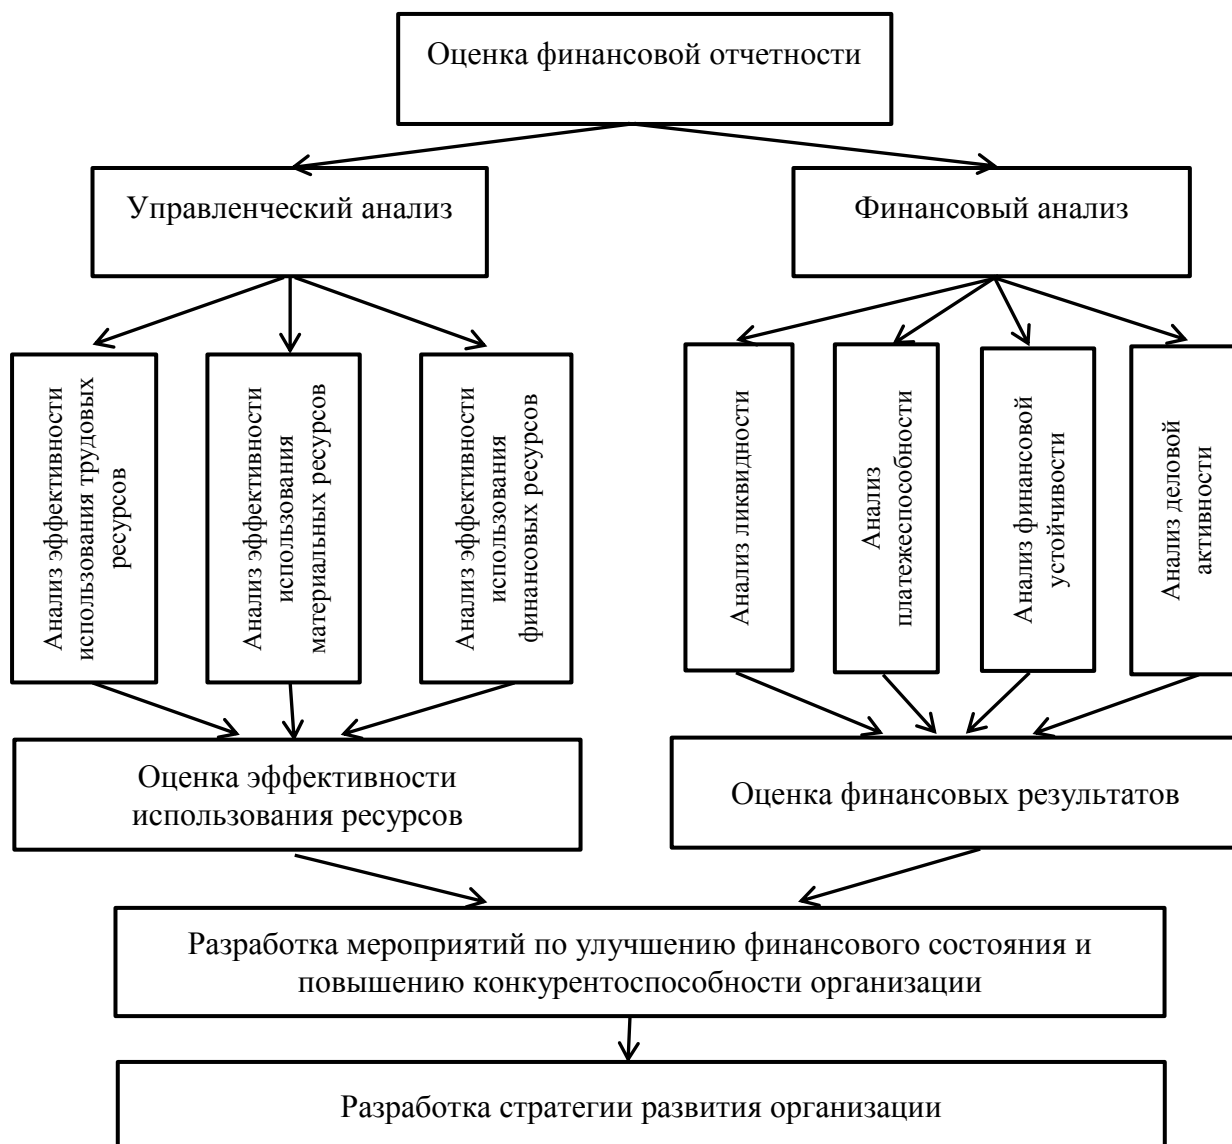 Оценка финансовой отчетности
Управленческий анализ
Финансовый анализ
Анализ эффективности
использования трудовых
ресурсов
Анализ эффективности
использования
материальных ресурсов
Анализ эффективности
использования
финансовых ресурсов
Анализ ликвидности
Анализ
платежеспособности
Анализ финансовой
устойчивости
Анализ деловой
активности
Оценка эффективности
использования ресурсов
Оценка финансовых результатов
Разработка мероприятий по улучшению финансового состояния и
повышению конкурентоспособности организации
Разработка стратегии развития организации